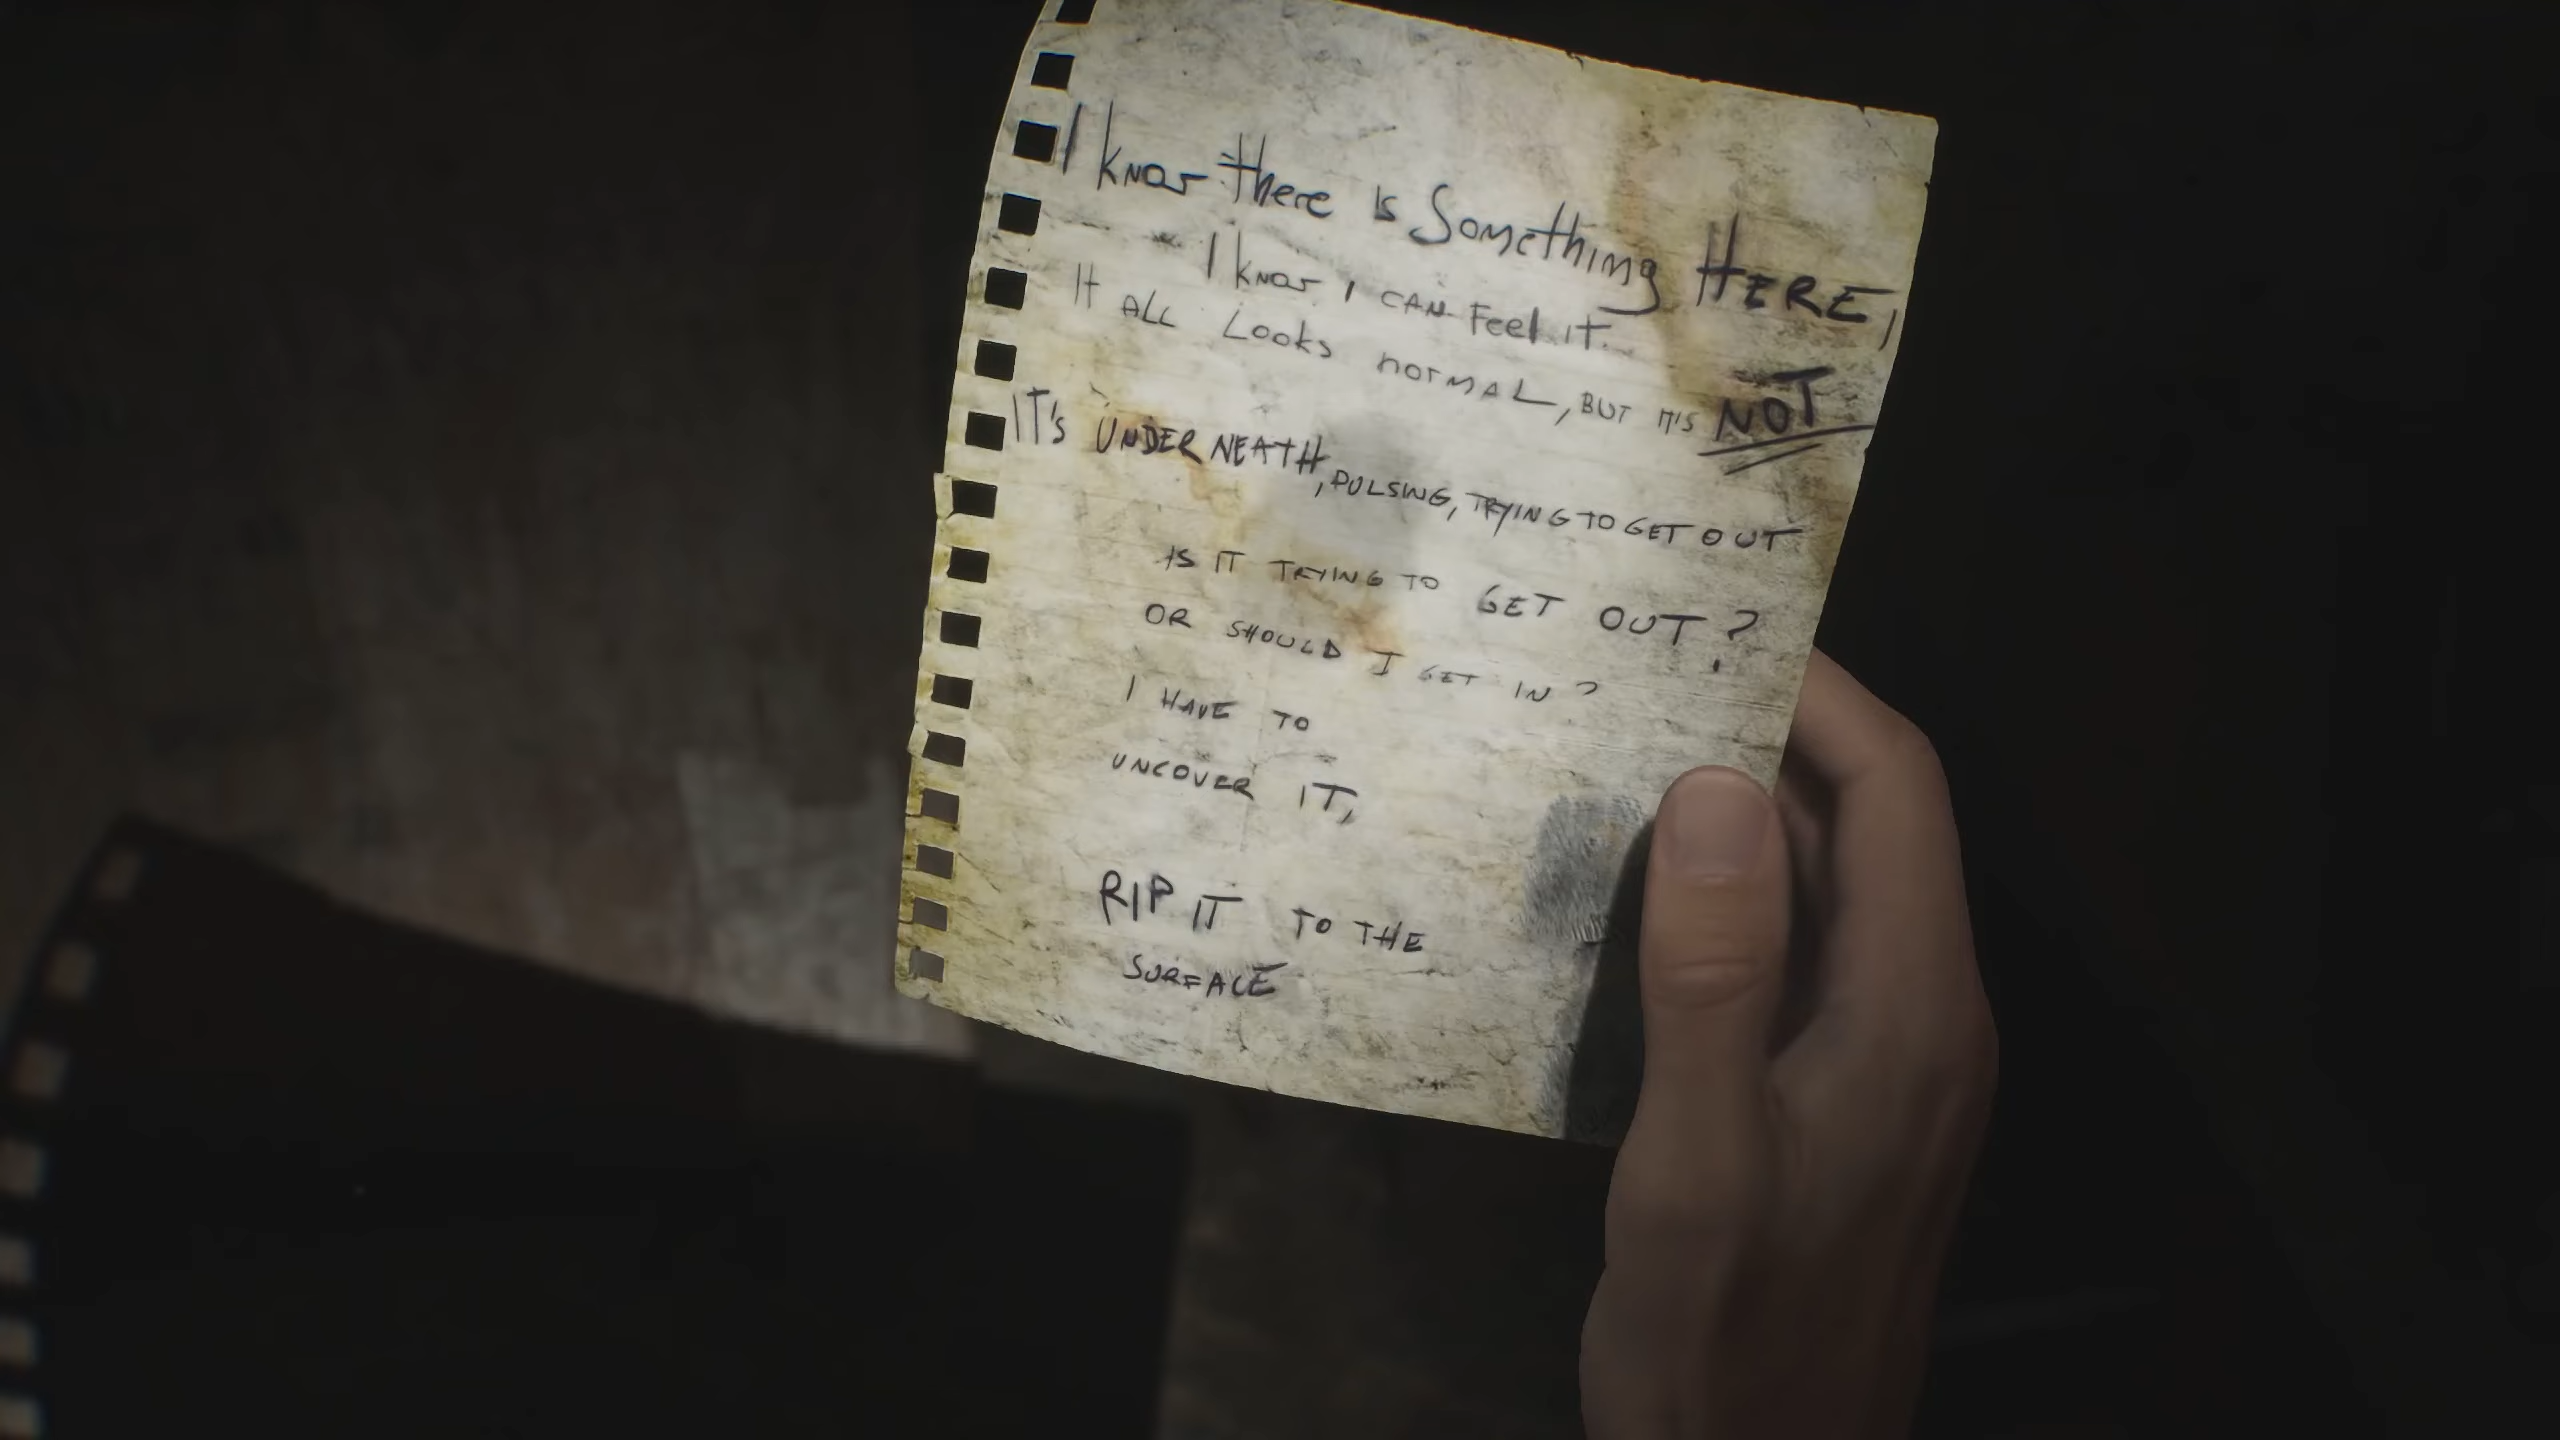 I know there is Something HERE,
I know I CAN Feel IT.
It ALL Looks normAL, BUT it's NOT
IT'S UNDERNEATH, PULSING, TRYING TO GET OUT
IS IT TRYING TO GET OUT?
OR SHOULD I GET IN?
I HAVE TO
UNCOVER IT,
RIP IT TO THE
SURFACE